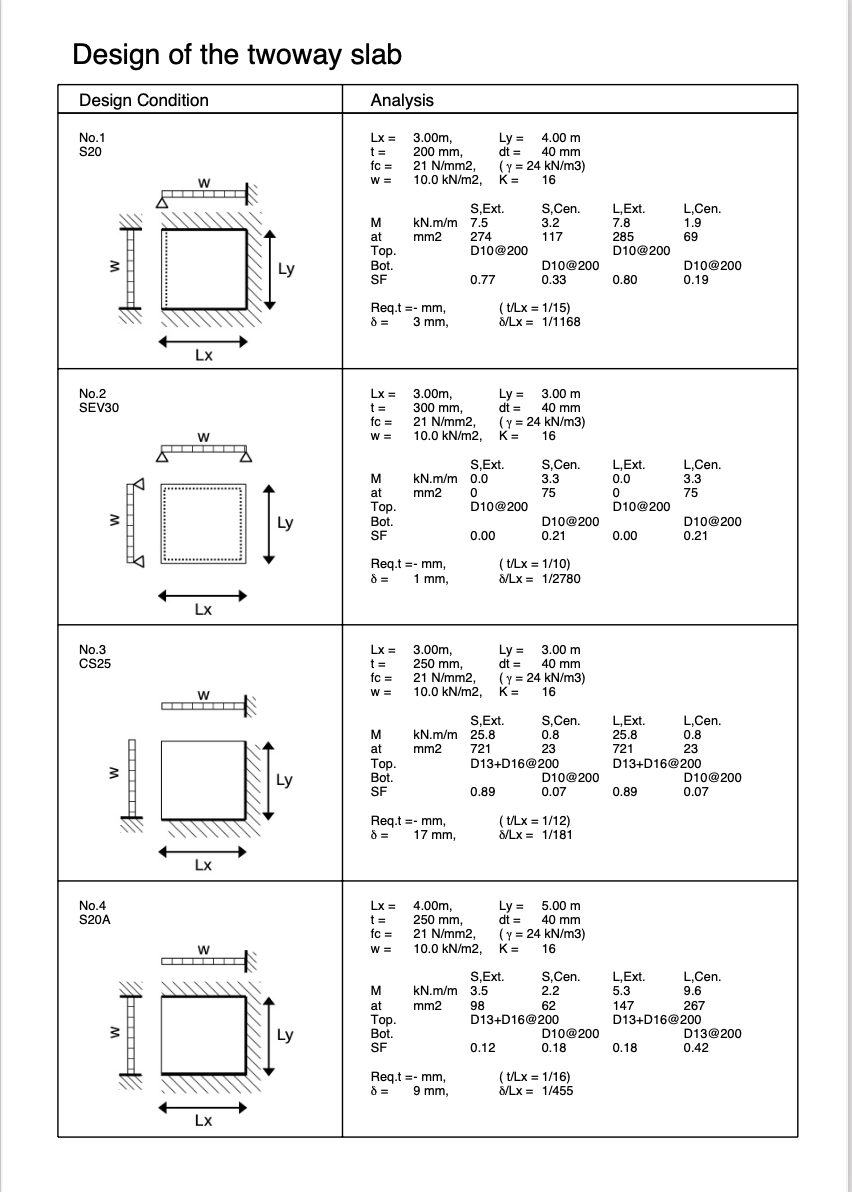 Design of the twoway slab
Design Condition Analysis
No.1
S20
W
W
Ly
Lx
Lx = 3.00m, Ly = 4.00 m
t = 200 mm, dt = 40 mm
fc = 21 N/mm2, ( γ = 24 kN/m3)
w = 10.0 kN/m2, K = 16
S,Ext. S,Cen. L,Ext. L,Cen.
M kN.m/m 7.5 3.2 7.8 1.9
at mm2 274 117 285 69
Top. D10@200 D10@200
Bot. D10@200 D10@200
SF 0.77 0.33 0.80 0.19
Req.t =- mm, ( t/Lx = 1/15)
δ = 3 mm, δ/Lx = 1/1168
No.2
SEV30
W
W
Ly
Lx
Lx = 3.00m, Ly = 3.00 m
t = 300 mm, dt = 40 mm
fc = 21 N/mm2, ( γ = 24 kN/m3)
w = 10.0 kN/m2, K = 16
S,Ext. S,Cen. L,Ext. L,Cen.
M kN.m/m 0.0 3.3 0.0 3.3
at mm2 0 75 0 75
Top. D10@200 D10@200
Bot. D10@200 D10@200
SF 0.00 0.21 0.00 0.21
Req.t =- mm, ( t/Lx = 1/10)
δ = 1 mm, δ/Lx = 1/2780
No.3
CS25
W
W
Ly
Lx
Lx = 3.00m, Ly = 3.00 m
t = 250 mm, dt = 40 mm
fc = 21 N/mm2, ( γ = 24 kN/m3)
w = 10.0 kN/m2, K = 16
S,Ext. S,Cen. L,Ext. L,Cen.
M kN.m/m 25.8 0.8 25.8 0.8
at mm2 721 23 721 23
Top. D13+D16@200 D13+D16@200
Bot. D10@200 D10@200
SF 0.89 0.07 0.89 0.07
Req.t =- mm, ( t/Lx = 1/12)
δ = 17 mm, δ/Lx = 1/181
No.4
S20A
W
W
Ly
Lx
Lx = 4.00m, Ly = 5.00 m
t = 250 mm, dt = 40 mm
fc = 21 N/mm2, ( γ = 24 kN/m3)
w = 10.0 kN/m2, K = 16
S,Ext. S,Cen. L,Ext. L,Cen.
M kN.m/m 3.5 2.2 5.3 9.6
at mm2 98 62 147 267
Top. D13+D16@200 D13+D16@200
Bot. D10@200 D13@200
SF 0.12 0.18 0.18 0.42
Req.t =- mm, ( t/Lx = 1/16)
δ = 9 mm, δ/Lx = 1/455